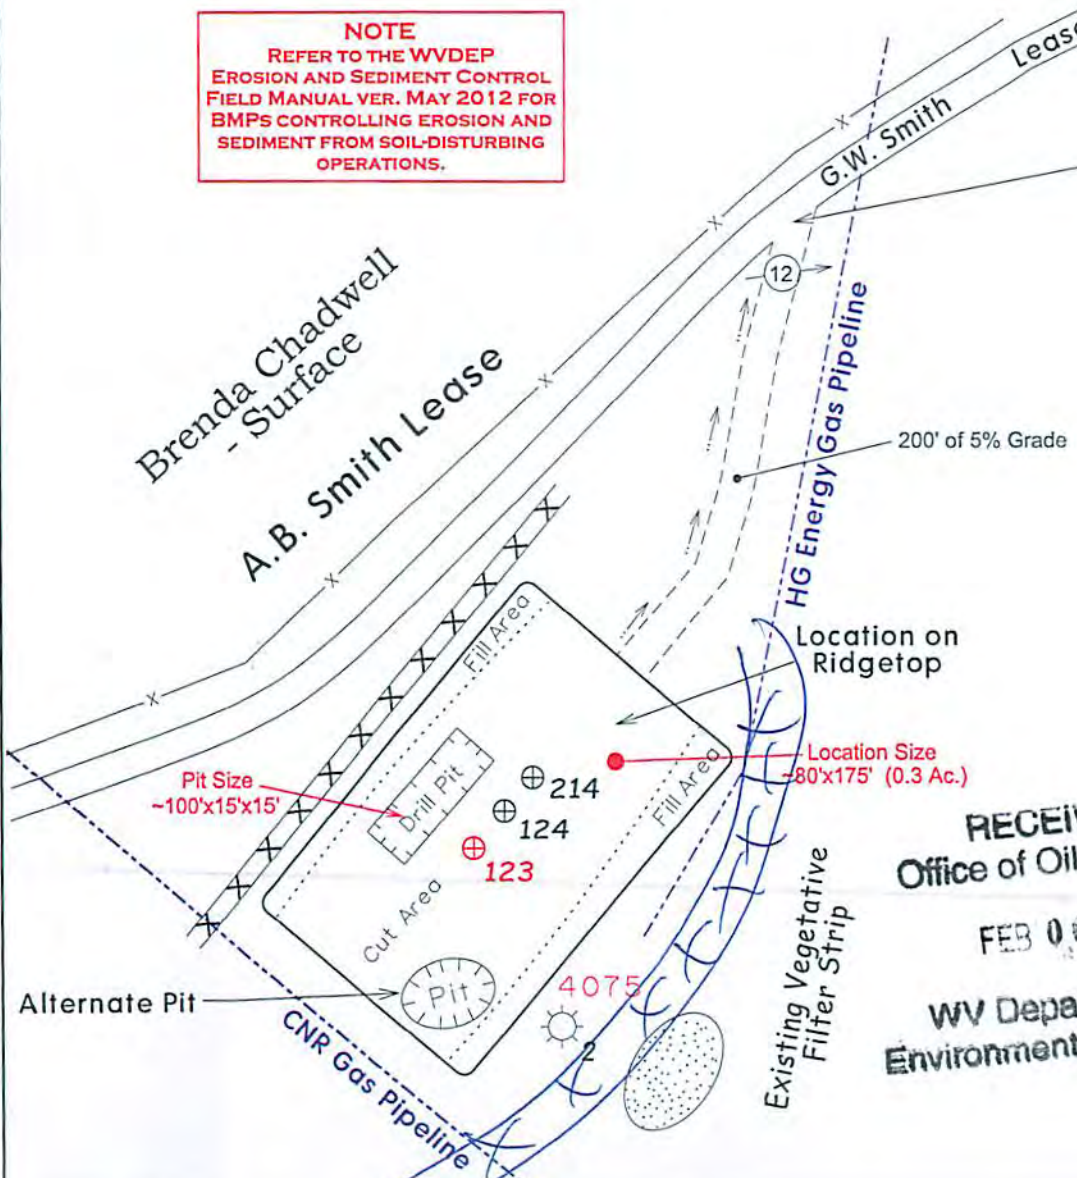 NOTE
REFER TO THE WVDEP
EROSION AND SEDIMENT CONTROL
FIELD MANUAL VER. MAY 2012 FOR
BMPS CONTROLLING EROSION AND
SEDIMENT FROM SOIL-DISTURBING
OPERATIONS.
G.W. Smith Lease
12
Brenda Chadwell
- Surface
A.B. Smith Lease
HG Energy Gas Pipeline
200' of 5% Grade
Fill Area
Location on
Ridgetop
Location Size
~80'x175' (0.3 Ac.)
Pit Size
~100'x15'x15'
Drill Pit
214
124
123
Fill Area
Cut Area
Alternate Pit
Pit
4075
2
CNR Gas Pipeline
Existing Vegetative
Filter Strip
RECEI
Office of Oil
FEB 0
WV Depa
Environment